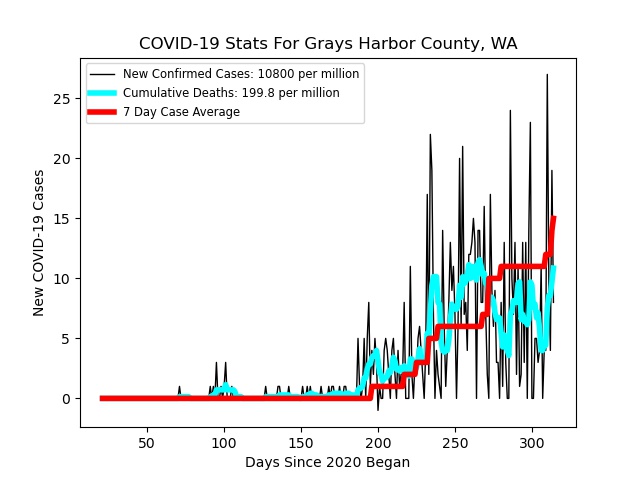 COVID-19 Stats For Grays Harbor County, WA
New Confirmed Cases: 10800 per million
Cumulative Deaths: 199.8 per million
7 Day Case Average
New COVID-19 Cases
25
20
15
10
5
0
50 100 150 200 250 300
Days Since 2020 Began